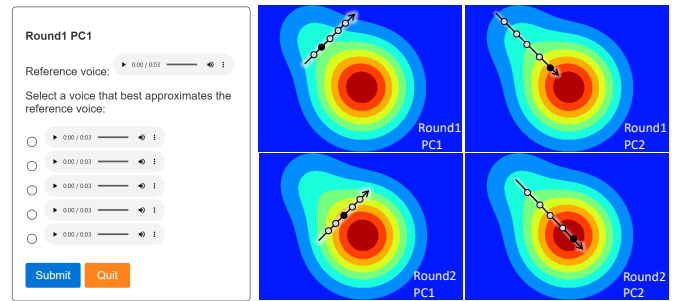 Round1 PC1
Reference voice:
0:00 / 0:03
Select a voice that best approximates the
reference voice:
0:00 / 0:03
0:00 / 0:03
0:00 / 0:03
0:00 / 0:03
0:00 / 0:03
Submit
Quit
Round1
PC1
Round1
PC2
Round2
PC1
Round2
PC2